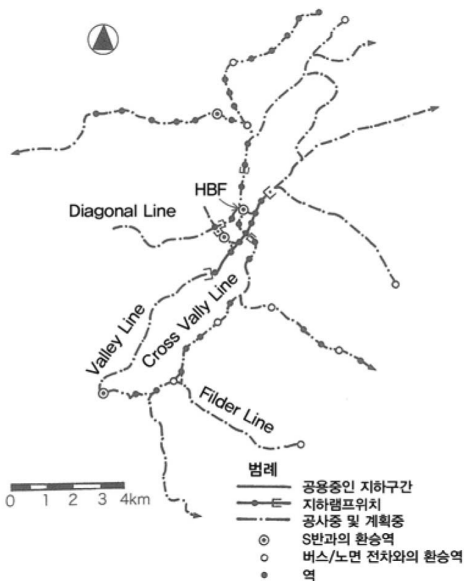 HBF
Diagonal Line
Valley Line
Cross Vally Line
Filder Line
0 1 2 3 4km
범례
공용중인 지하구간
지하램프위치
공사중 및 계획중
S반과의 환승역
버스/노면 전차와의 환승역
역